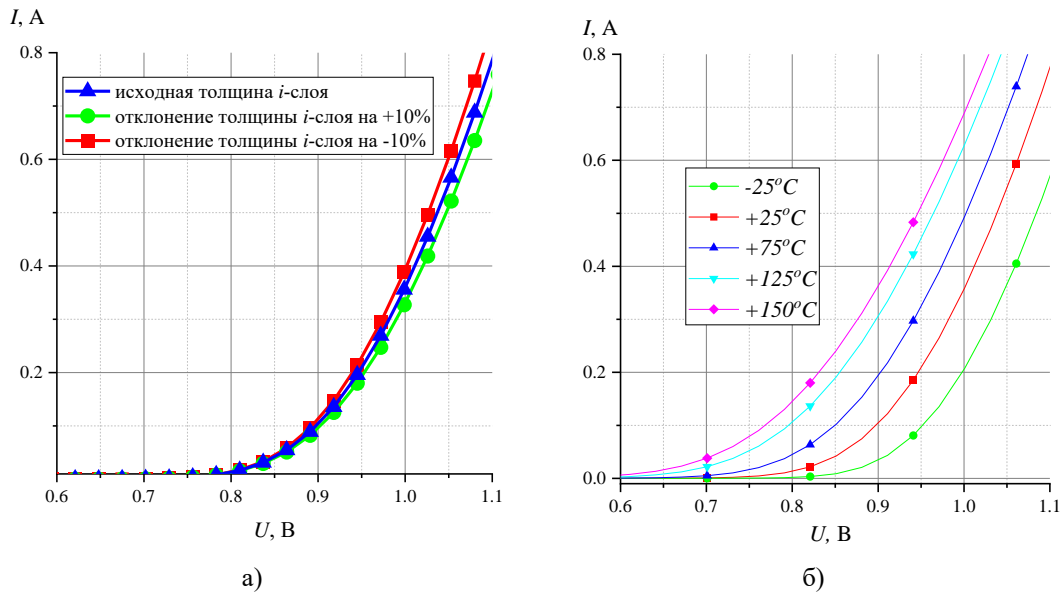 I, А
0.8
0.6
0.4
0.2
0.6 0.7 0.8 0.9 1.0 1.1
U, В
исходная толщина i-слоя
отклонение толщины i-слоя на +10%
отклонение толщины i-слоя на -10%
а)
I, А
0.8
0.6
0.4
0.2
0.0
0.6 0.7 0.8 0.9 1.0 1.1
U, В
-25°C
+25°C
+75°C
+125°C
+150°C
б)